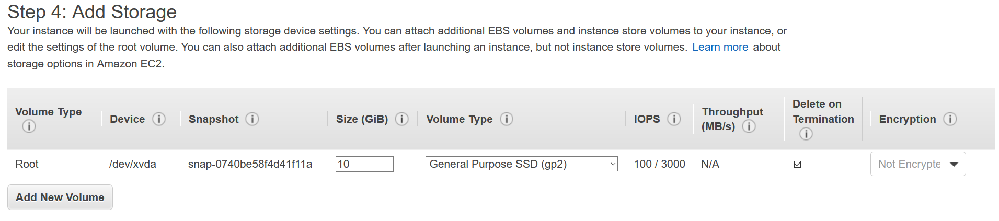 Step 4: Add Storage
Your instance will be launched with the following storage device settings. You can attach additional EBS volumes and instance store volumes to your instance, or
edit the settings of the root volume. You can also attach additional EBS volumes after launching an instance, but not instance store volumes. Learn more about
storage options in Amazon EC2.
Volume Type i Device i Snapshot i Size (GiB) i Volume Type i IOPS i Throughput (MB/s) i Delete on Termination i Encryption i
Root /dev/xvda snap-0740be58f4d41f11a 10 General Purpose SSD (gp2) 100 / 3000 N/A Not Encrypte
Add New Volume